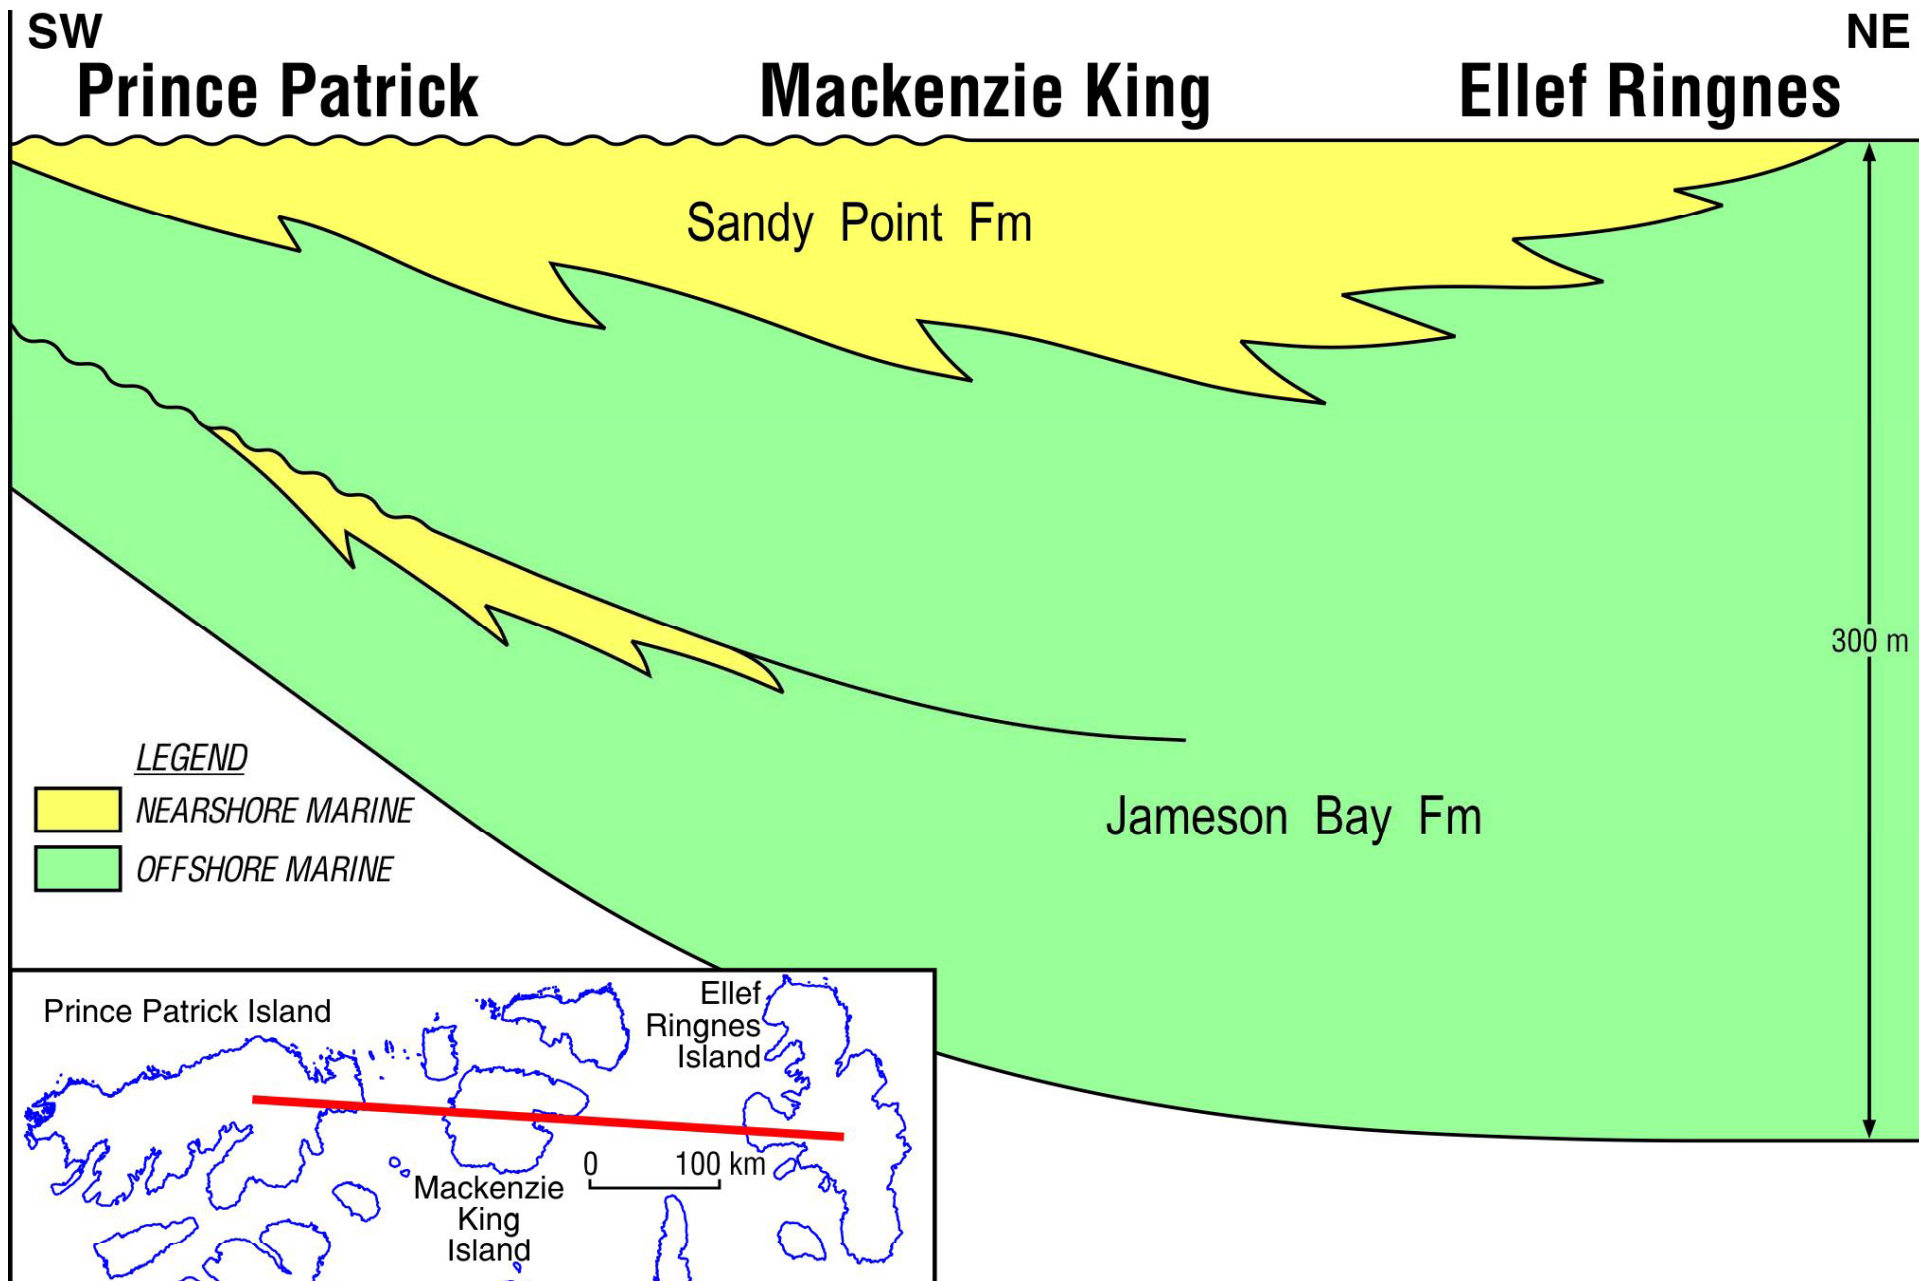 SW
NE
Prince Patrick
Mackenzie King
Ellef Ringnes
Sandy Point Fm
300 m
Jameson Bay Fm
LEGEND
NEARSHORE MARINE
OFFSHORE MARINE
Prince Patrick Island
Ellef
Ringnes
Island
0 100 km
Mackenzie
King
Island